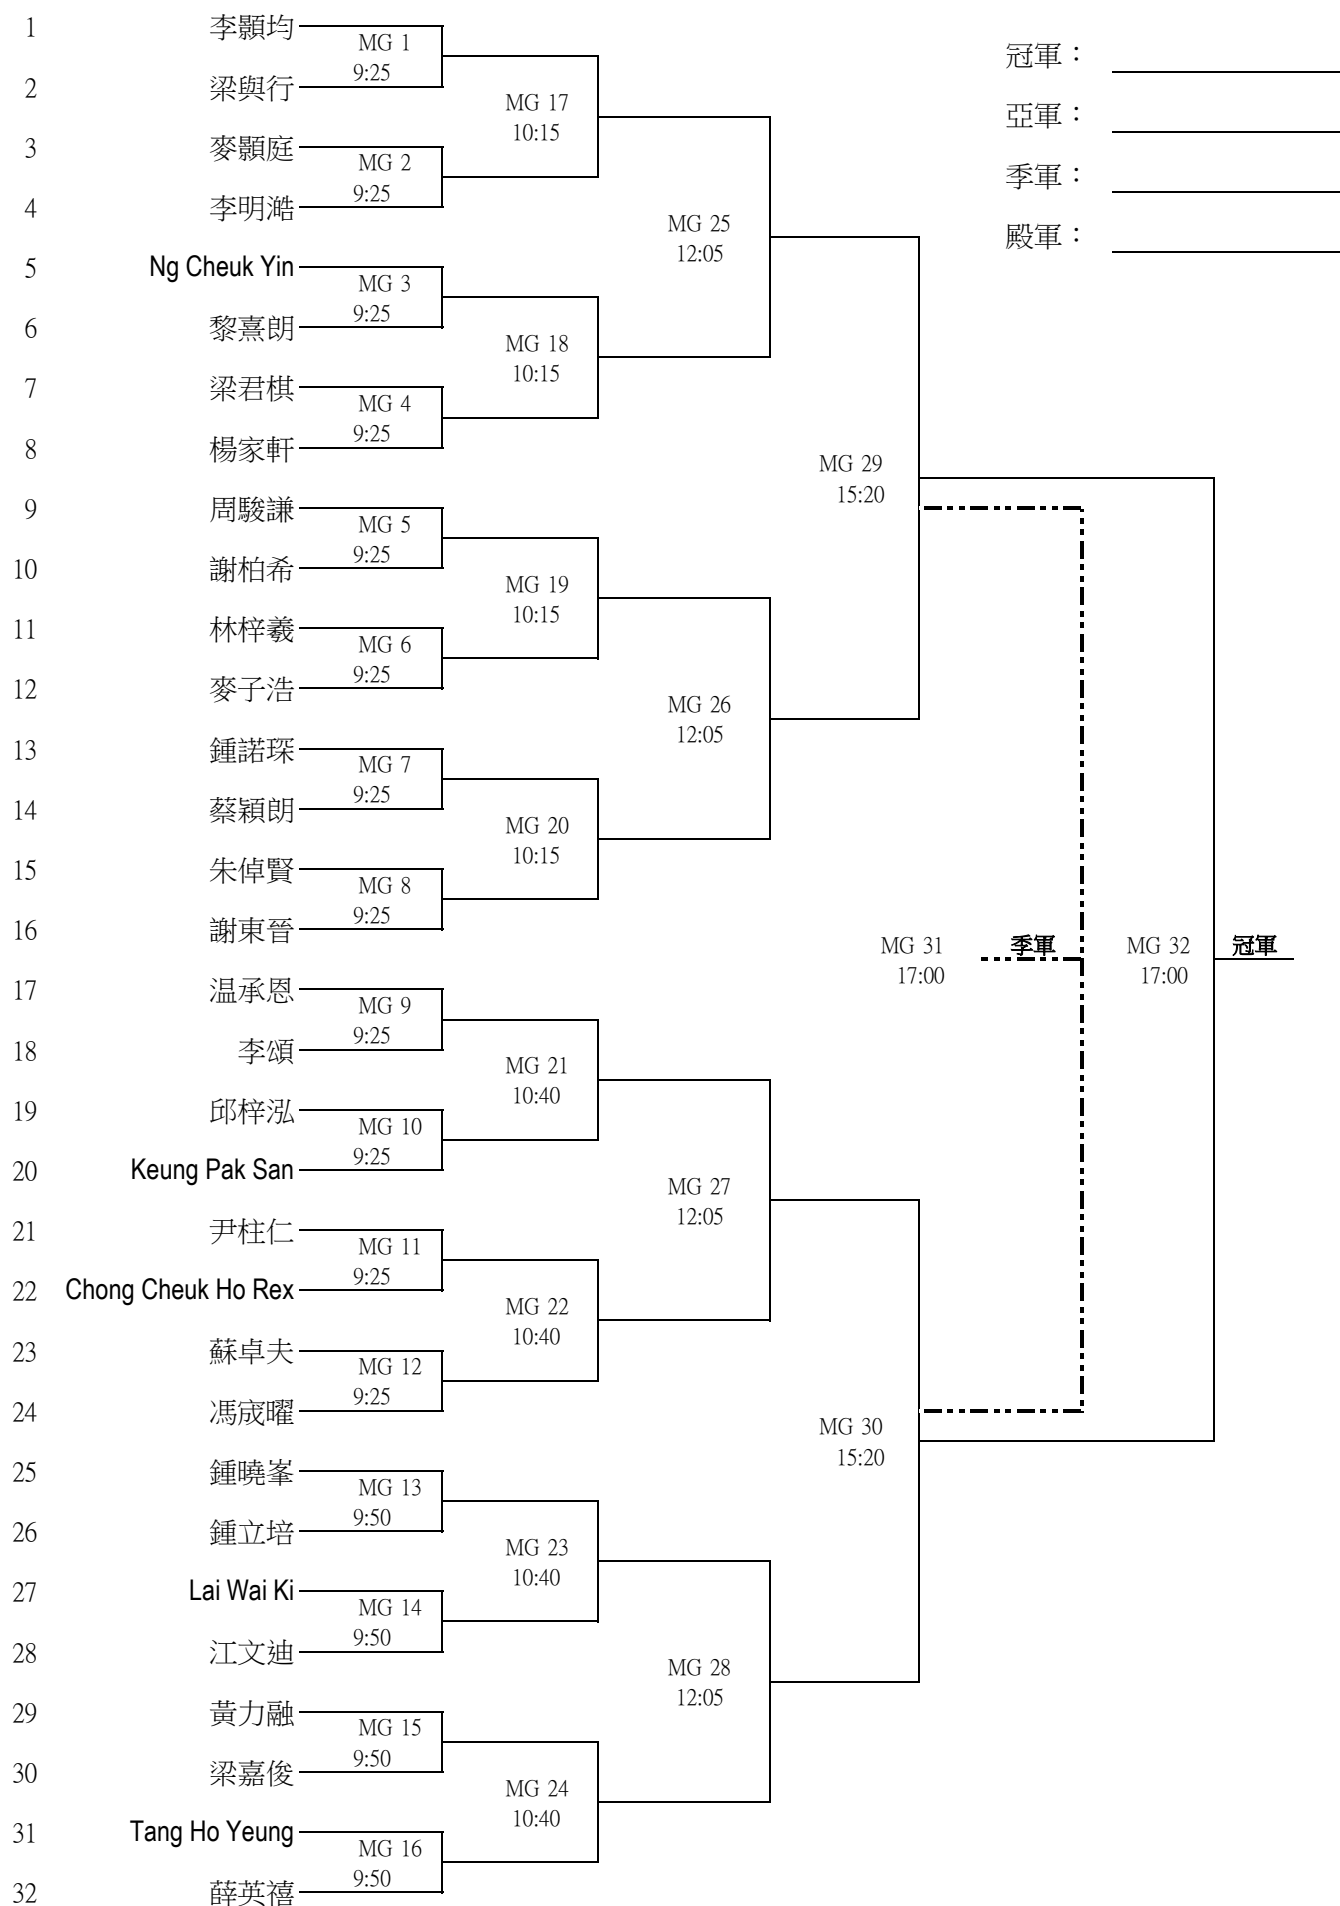 1 李顥均
MG 1
9:25
2 梁與行
MG 17
10:15
3 麥顥庭
MG 2
9:25
4 李明澔
MG 25
12:05
5 Ng Cheuk Yin
MG 3
9:25
6 黎熹朗
MG 18
10:15
7 梁君棋
MG 4
9:25
8 楊家軒
MG 29
15:20
9 周駿謙
MG 5
9:25
10 謝柏希
MG 19
10:15
11 林梓羲
MG 6
9:25
12 麥子浩
MG 26
12:05
13 鍾諾琛
MG 7
9:25
14 蔡穎朗
MG 20
10:15
15 朱倬賢
MG 8
9:25
16 謝東晉
MG 31 季軍 MG 32 冠軍
17:00 17:00
17 温承恩
MG 9
9:25
18 李頌
MG 21
10:40
19 邱梓泓
MG 10
9:25
20 Keung Pak San
MG 27
12:05
21 尹柱仁
MG 11
9:25
22 Chong Cheuk Ho Rex
MG 22
10:40
23 蘇卓夫
MG 12
9:25
24 馮宬曜
MG 30
15:20
25 鍾曉峯
MG 13
9:50
26 鍾立培
MG 23
10:40
27 Lai Wai Ki
MG 14
9:50
28 江文迪
MG 28
12:05
29 黃力融
MG 15
9:50
30 梁嘉俊
MG 24
10:40
31 Tang Ho Yeung
MG 16
9:50
32 薛英禧
冠軍：
亞軍：
季軍：
殿軍：